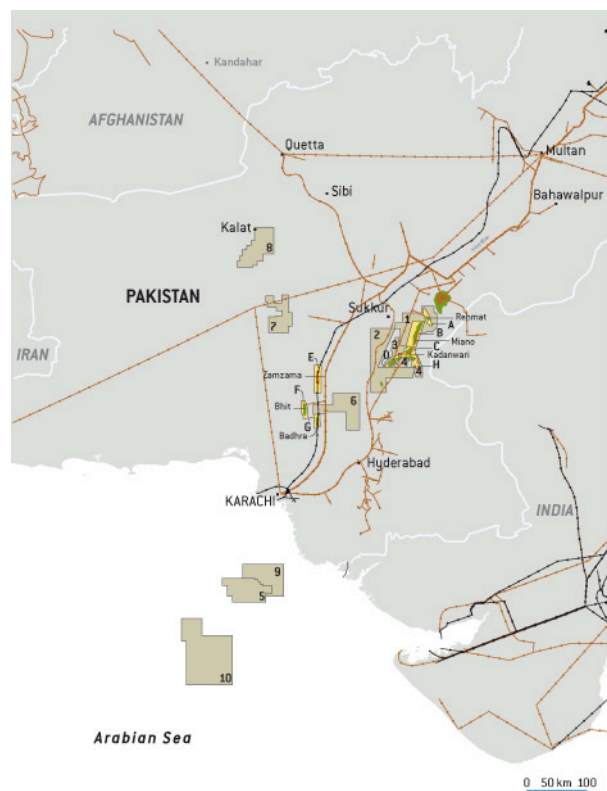 Kandahar
AFGHANISTAN
Quetta
Multan
Sibi
Bahawalpur
Kalat
8
PAKISTAN
7
Sukkur
1
Rehmat
A
2
B
3
Miano
C
IRAN
D
4
Kadanwari
H
4
E
Zamzama
F
6
Bhit
G
Badhra
Hyderabad
KARACHI
INDIA
9
5
10
Arabian Sea
0 50 km 100